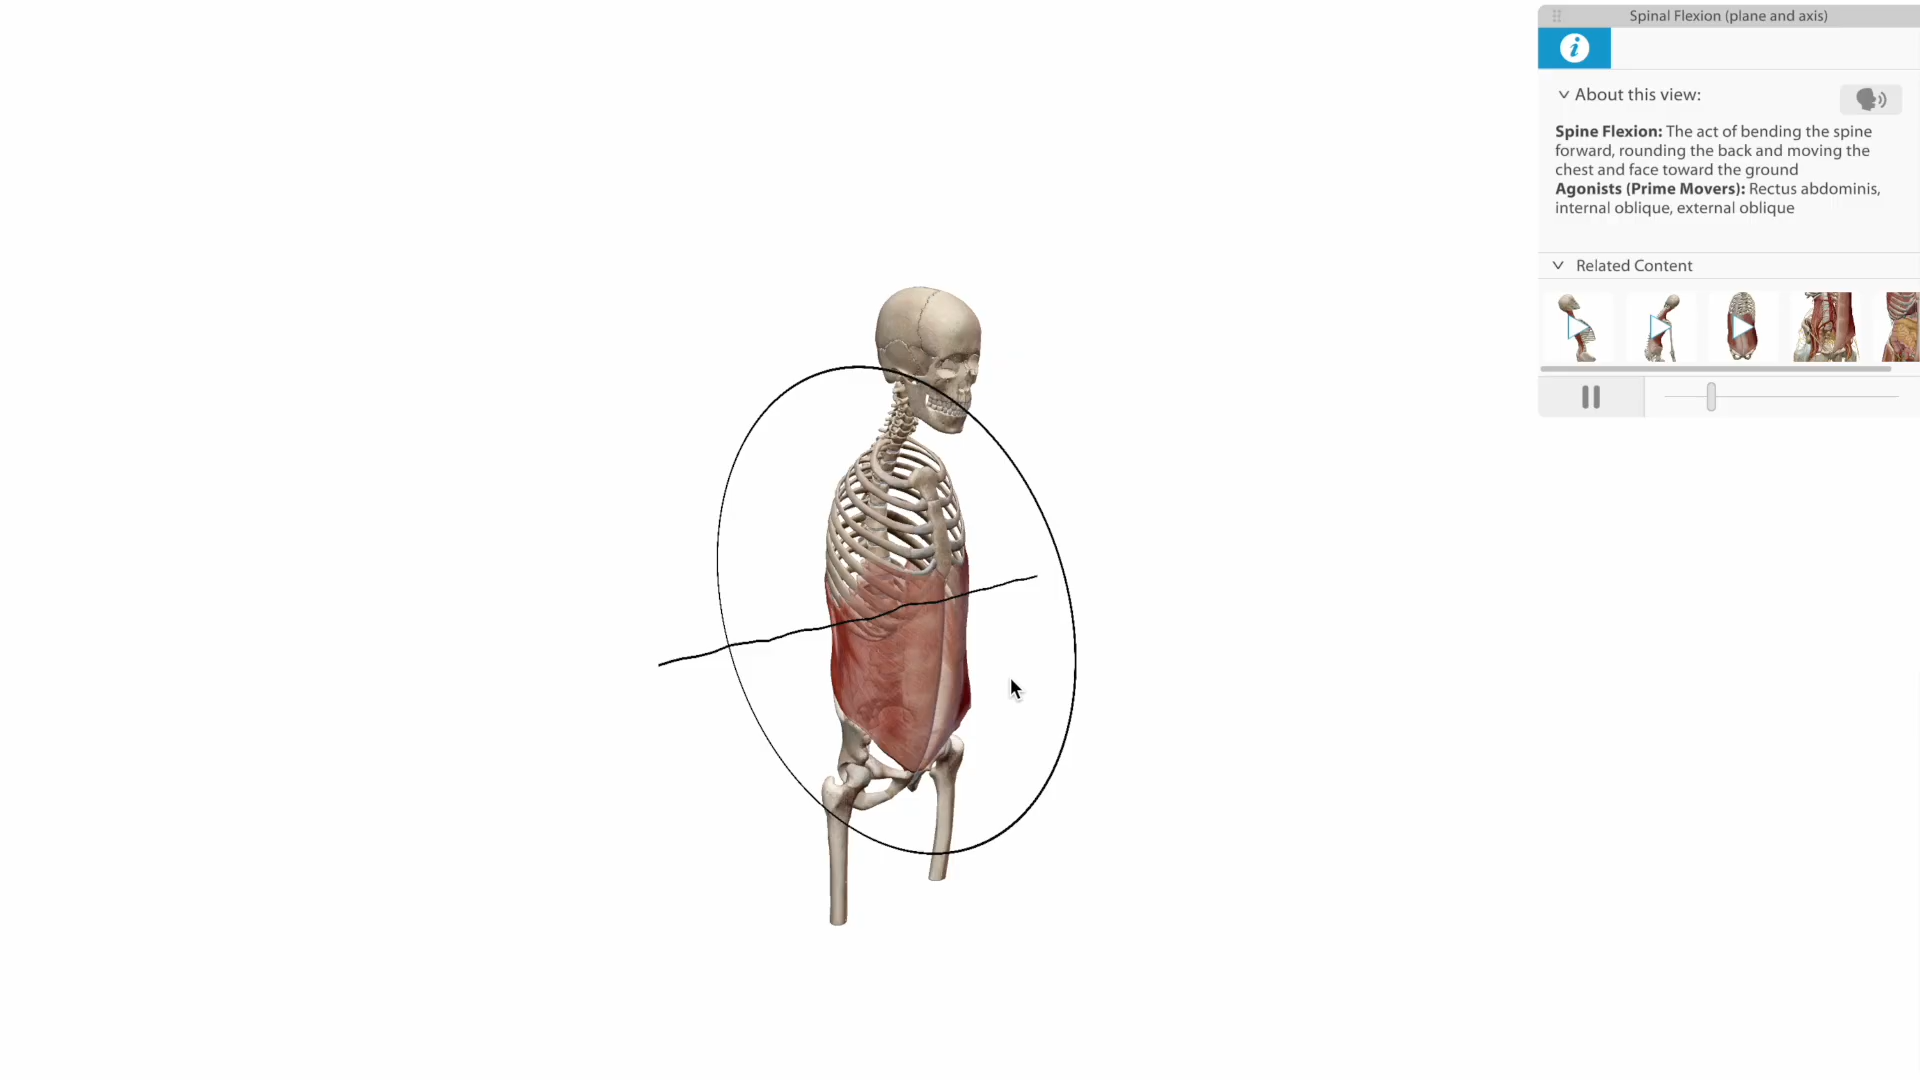 Spinal Flexion (plane and axis)
i
About this view:
Spine Flexion: The act of bending the spine
forward, rounding the back and moving the
chest and face toward the ground
Agonists (Prime Movers): Rectus abdominis,
internal oblique, external oblique
Related Content